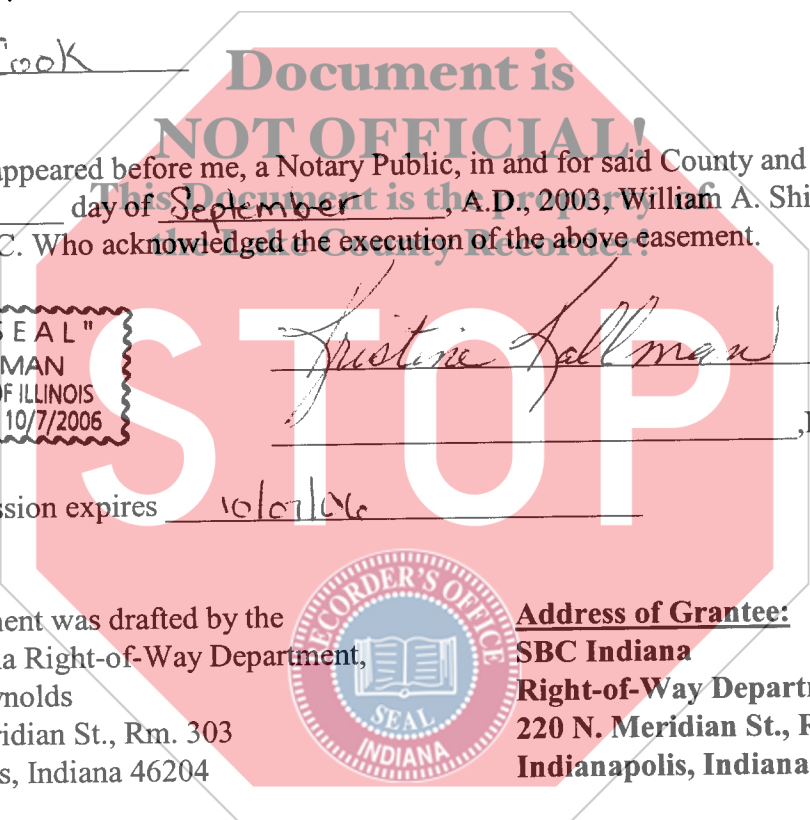 Cook
Document is
NOT OFFICIAL!
appeared before me, a Notary Public, in and for said County and
This Document is the property of
day of September, A.D., 2003, William A. Shi
C. Who acknowledged the execution of the above easement.
the Lake County Recorder!
SEAL"
MAN
OF ILLINOIS
10/7/2006
STOP
Kristine Kallman
ssion expires 10/07/06
RECORDER'S OFFICE
SEAL
INDIANA
ment was drafted by the
a Right-of-Way Department,
ynolds
ridian St., Rm. 303
s, Indiana 46204
Address of Grantee:
SBC Indiana
Right-of-Way Departm
220 N. Meridian St., R
Indianapolis, Indiana